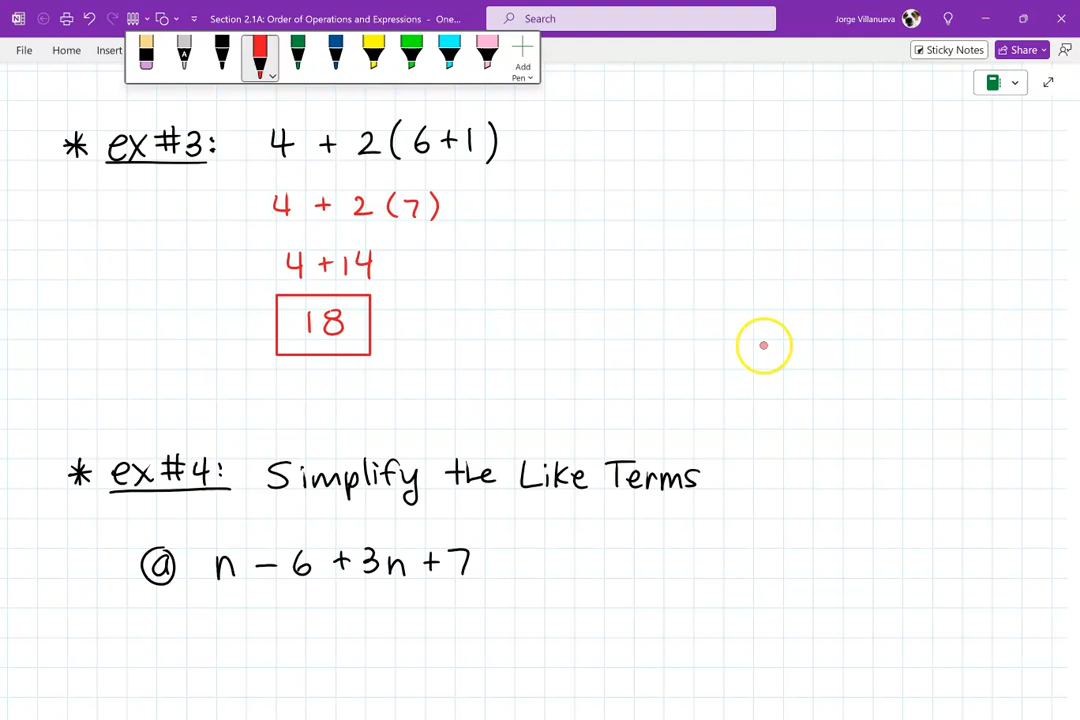 Section 2.1A: Order of Operations and Expressions - One...
Search
Jorge Villanueva
File Home Insert
Sticky Notes
Share
A
Add
Pen
* ex#3: 4 + 2(6+1)
4 + 2(7)
4 + 14
18
* ex#4: Simplify the Like Terms
ⓐ n - 6 + 3n + 7